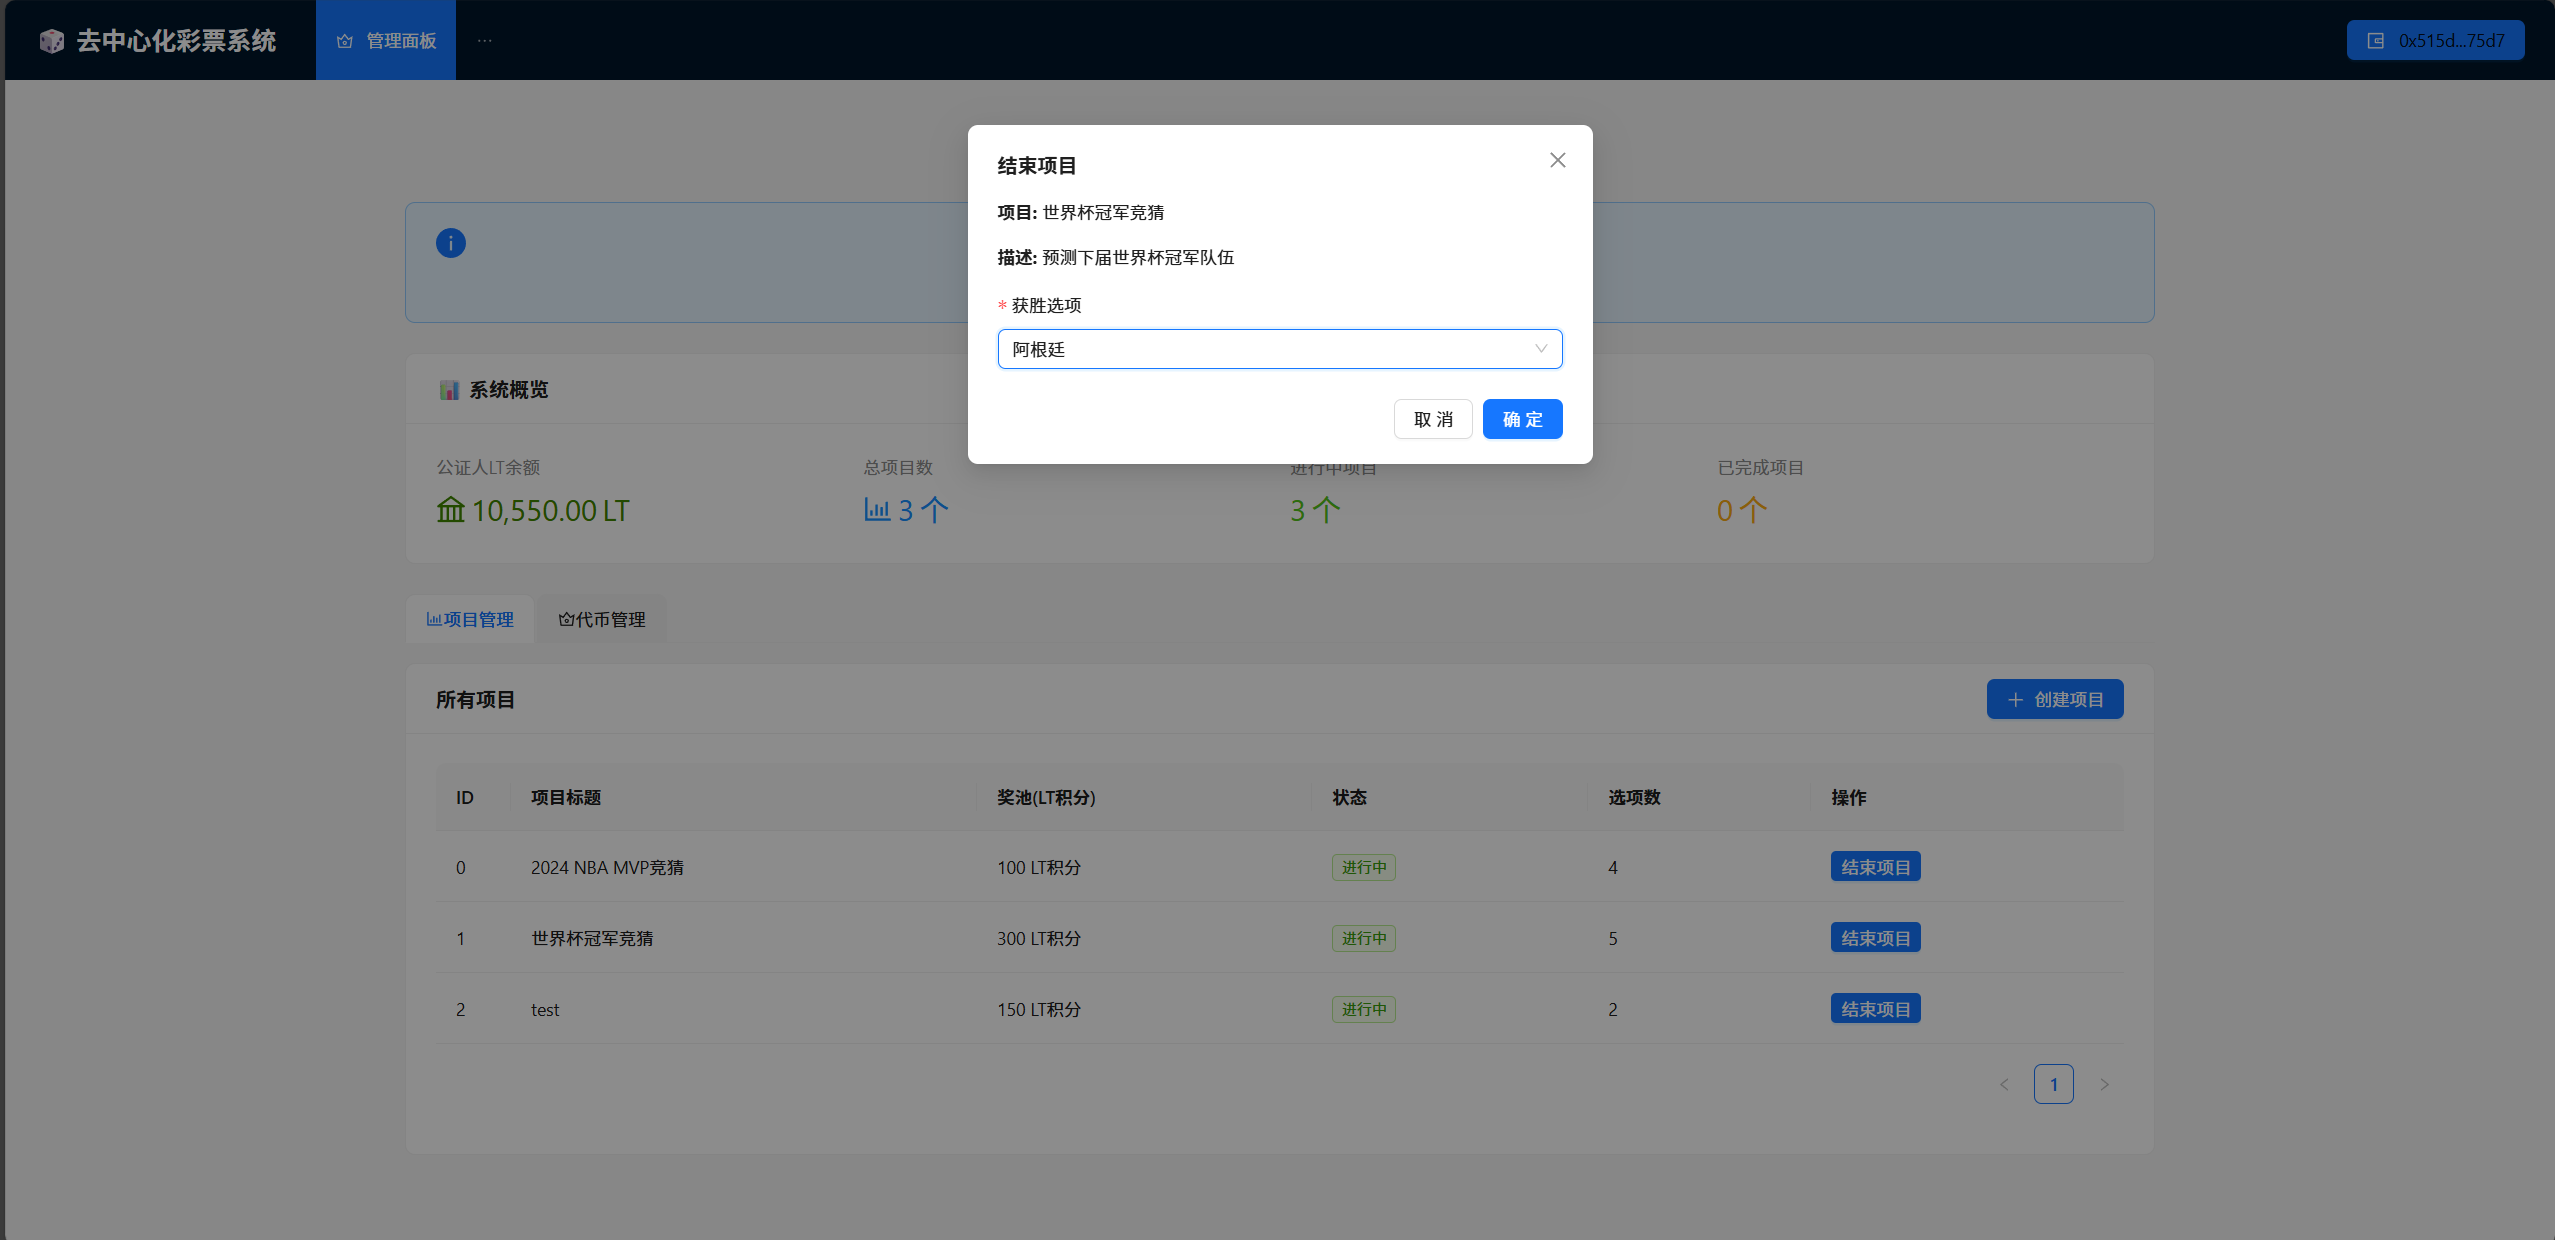 去中心化彩票系统
管理面板
...
0x515d...75d7
结束项目
项目: 世界杯冠军竞猜
描述: 预测下届世界杯冠军队伍
* 获胜选项
阿根廷
取 消
确 定
系统概览
公证人LT余额
总项目数
进行中项目
已完成项目
10,550.00 LT
3 个
3 个
0 个
项目管理
代币管理
所有项目
创建项目
ID 项目标题 奖池(LT积分) 状态 选项数 操作
0 2024 NBA MVP竞猜 100 LT积分 进行中 4 结束项目
1 世界杯冠军竞猜 300 LT积分 进行中 5 结束项目
2 test 150 LT积分 进行中 2 结束项目
< 1 >